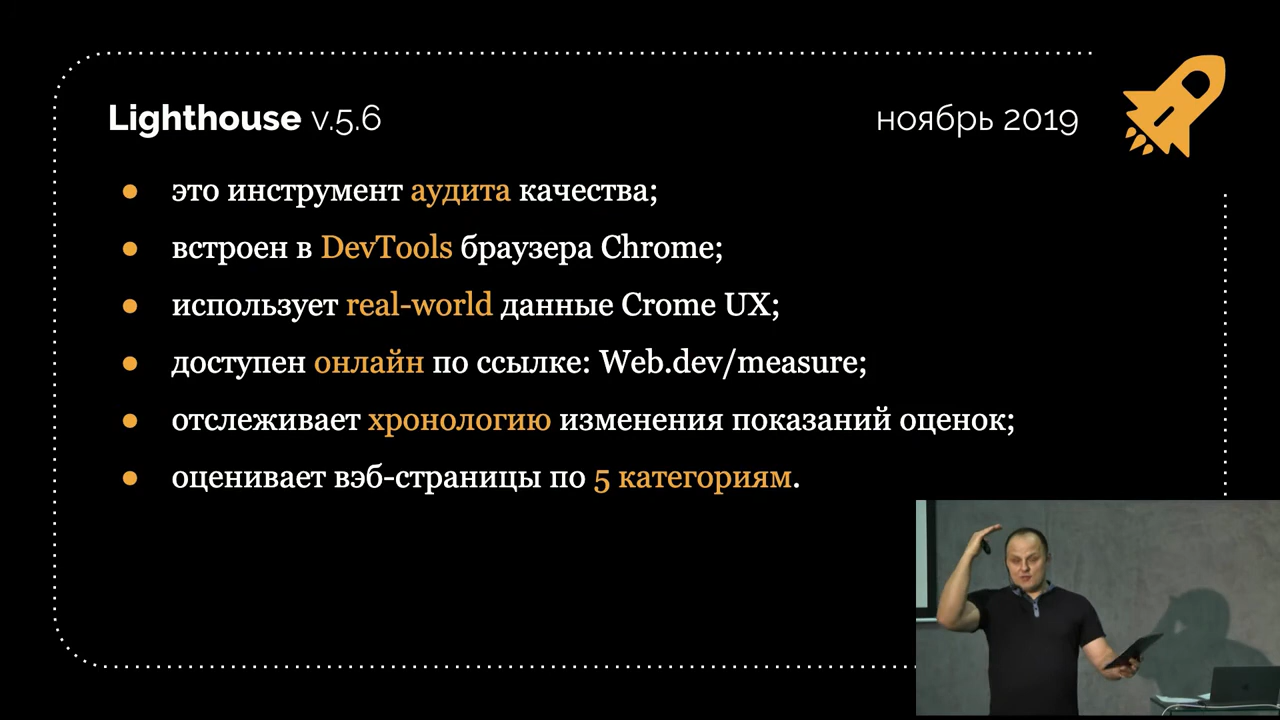 Lighthouse v.5.6
ноябрь 2019
это инструмент аудита качества;
встроен в DevTools браузера Chrome;
использует real-world данные Crome UX;
доступен онлайн по ссылке: Web.dev/measure;
отслеживает хронологию изменения показаний оценок;
оценивает вэб-страницы по 5 категориям.